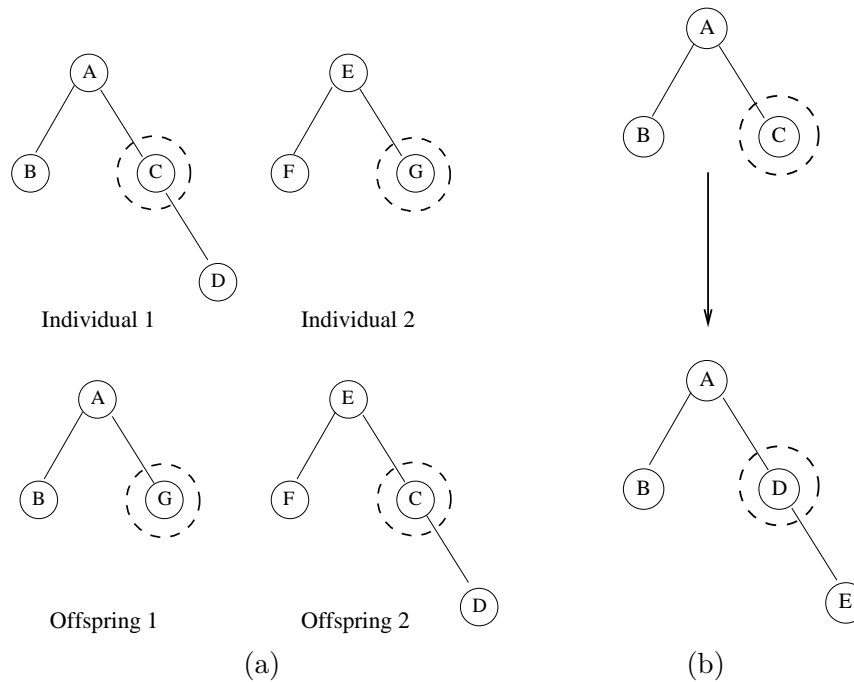 A
B
C
D
Individual 1
E
F
G
Individual 2
A
B
G
Offspring 1
E
F
C
D
Offspring 2
(a)
A
B
C
A
B
D
E
(b)